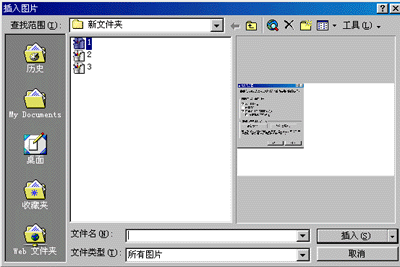 插入图片
查找范围(I):
新文件夹
工具(L)
历史
1
2
3
My Documents
桌面
收藏夹
Web 文件夹
文件名(N):
插入(S)
文件类型(T):
所有图片
取消